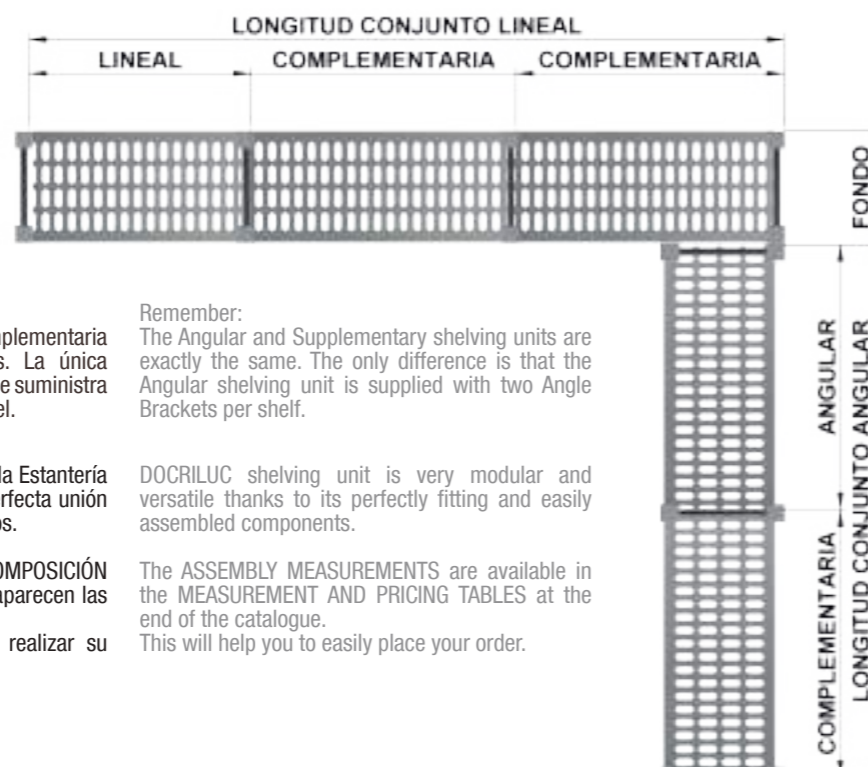 LONGITUD CONJUNTO LINEAL
LINEAL COMPLEMENTARIA COMPLEMENTARIA
FONDO
ANGULAR
COMPLEMENTARIA
LONGITUD CONJUNTO ANGULAR
s. La única
e suministra
el.
la Estantería
os.
aparecen las
realizar su
Remember:
The Angular and Supplementary shelving units are
exactly the same. The only difference is that the
Angular shelving unit is supplied with two Angle
Brackets per shelf.
DOCRILUC shelving unit is very modular and
versatile thanks to its perfectly fitting and easily
assembled components.
The ASSEMBLY MEASUREMENTS are available in
the MEASUREMENT AND PRICING TABLES at the
end of the catalogue.
This will help you to easily place your order.